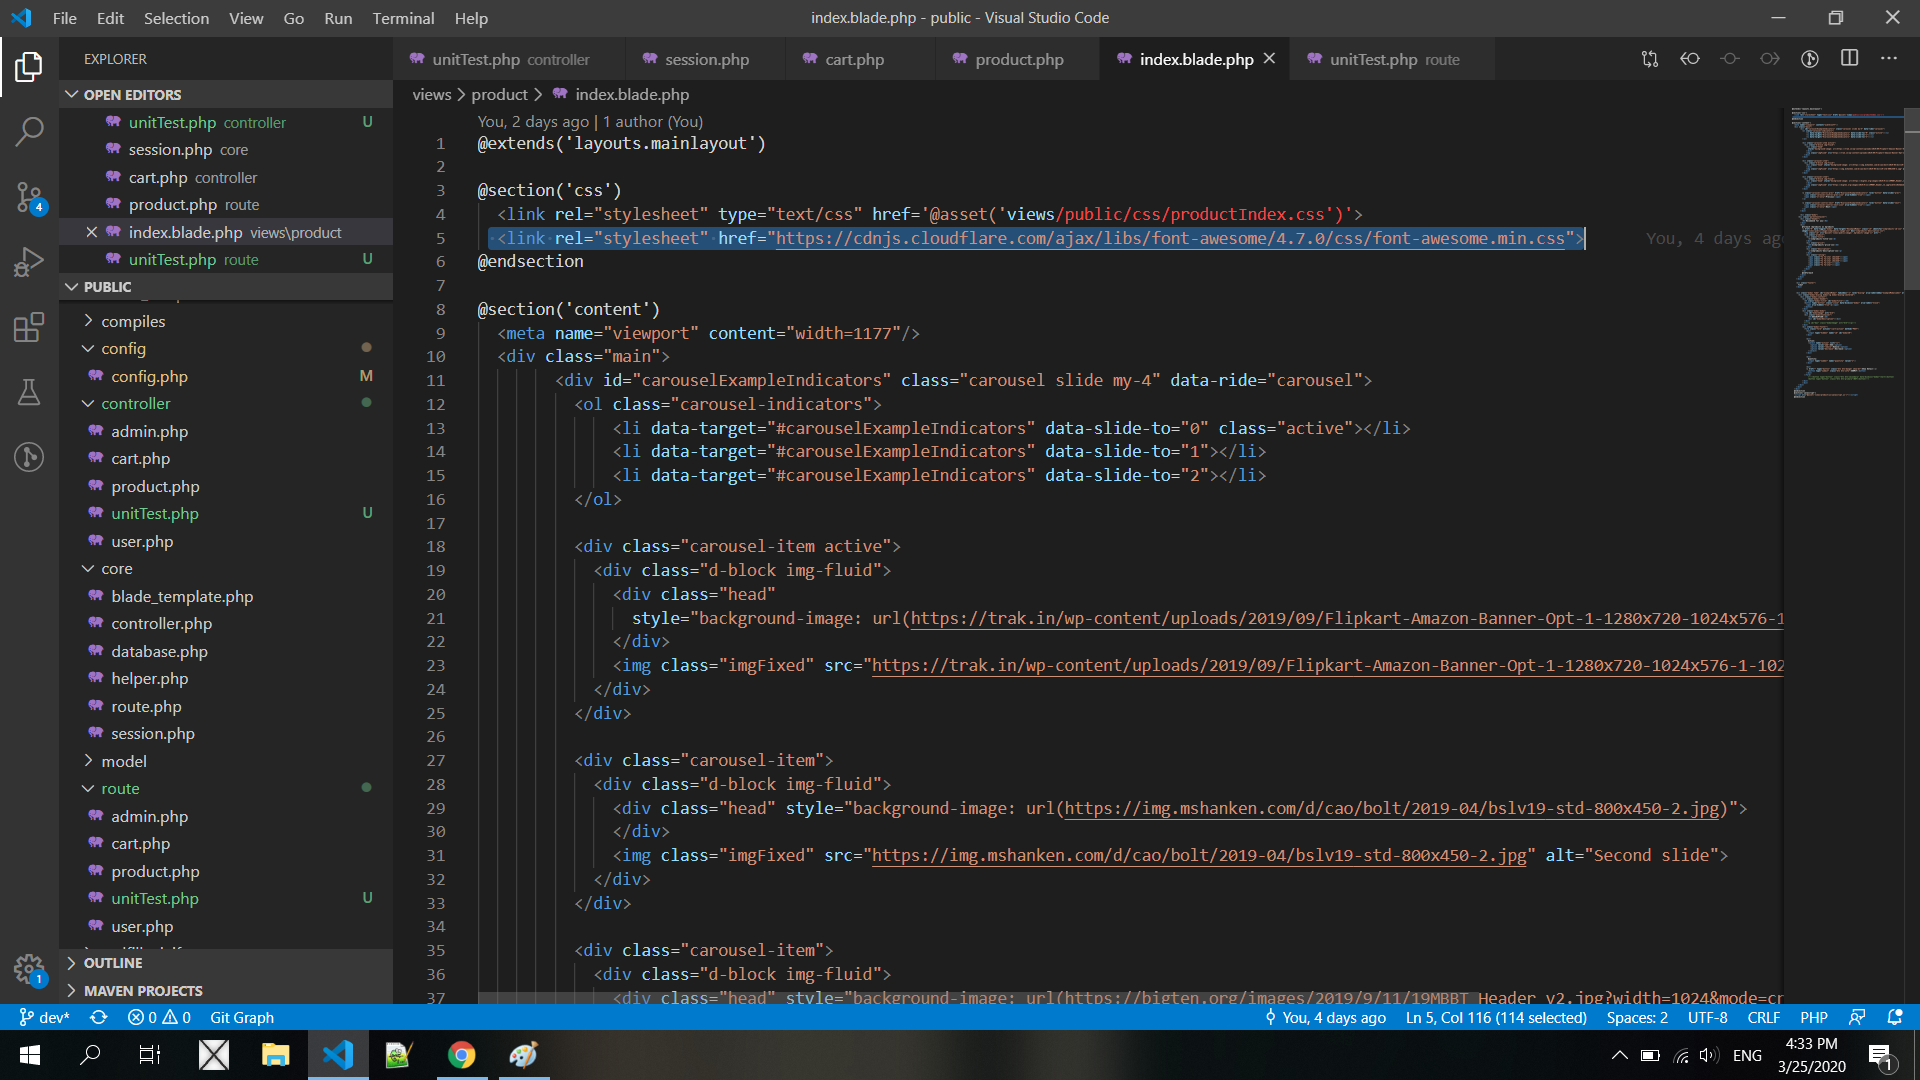 File Edit Selection View Go Run Terminal Help
index.blade.php - public - Visual Studio Code
EXPLORER
OPEN EDITORS
unitTest.php controller U
session.php core
cart.php controller
product.php route
index.blade.php views\product
unitTest.php route U
PUBLIC
compiles
config
config.php M
controller
admin.php
cart.php
product.php
unitTest.php U
user.php
core
blade_template.php
controller.php
database.php
helper.php
route.php
session.php
model
route
admin.php
cart.php
product.php
unitTest.php U
user.php
OUTLINE
MAVEN PROJECTS
4
1
unitTest.php controller session.php cart.php product.php index.blade.php unitTest.php route
views > product > index.blade.php
You, 2 days ago | 1 author (You)
1 @extends('layouts.mainlayout')
2
3 @section('css')
4 <link rel="stylesheet" type="text/css" href='@asset('views/public/css/productIndex.css')'>
5 <link rel="stylesheet" href="https://cdnjs.cloudflare.com/ajax/libs/font-awesome/4.7.0/css/font-awesome.min.css"> You, 4 days ago
6 @endsection
7
8 @section('content')
9 <meta name="viewport" content="width=1177"/>
10 <div class="main">
11 <div id="carouselExampleIndicators" class="carousel slide my-4" data-ride="carousel">
12 <ol class="carousel-indicators">
13 <li data-target="#carouselExampleIndicators" data-slide-to="0" class="active"></li>
14 <li data-target="#carouselExampleIndicators" data-slide-to="1"></li>
15 <li data-target="#carouselExampleIndicators" data-slide-to="2"></li>
16 </ol>
17
18 <div class="carousel-item active">
19 <div class="d-block img-fluid">
20 <div class="head"
21 style="background-image: url(https://trak.in/wp-content/uploads/2019/09/Flipkart-Amazon-Banner-Opt-1-1280x720-1024x576-1
22 </div>
23 <img class="imgFixed" src="https://trak.in/wp-content/uploads/2019/09/Flipkart-Amazon-Banner-Opt-1-1280x720-1024x576-1-102
24 </div>
25 </div>
26
27 <div class="carousel-item">
28 <div class="d-block img-fluid">
29 <div class="head" style="background-image: url(https://img.mshanken.com/d/cao/bolt/2019-04/bslv19-std-800x450-2.jpg)">
30 </div>
31 <img class="imgFixed" src="https://img.mshanken.com/d/cao/bolt/2019-04/bslv19-std-800x450-2.jpg" alt="Second slide">
32 </div>
33 </div>
34
35 <div class="carousel-item">
36 <div class="d-block img-fluid">
37 <div class="head" style="background-image: url(https://bigten.org/images/2019/9/11/19MBBT_Header_v2.jpg?width=1024&mode=cr
dev* 0 0 Git Graph You, 4 days ago Ln 5, Col 116 (114 selected) Spaces: 2 UTF-8 CRLF PHP
ENG
4:33 PM
3/25/2020
1